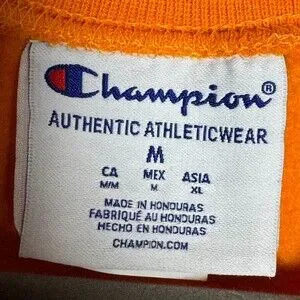 Champion®
AUTHENTIC ATHLETICWEAR
M
CA MEX ASIA
M/M M XL
MADE IN HONDURAS
FABRIQUÉ AU HONDURAS
HECHO EN HONDURAS
CHAMPION.COM